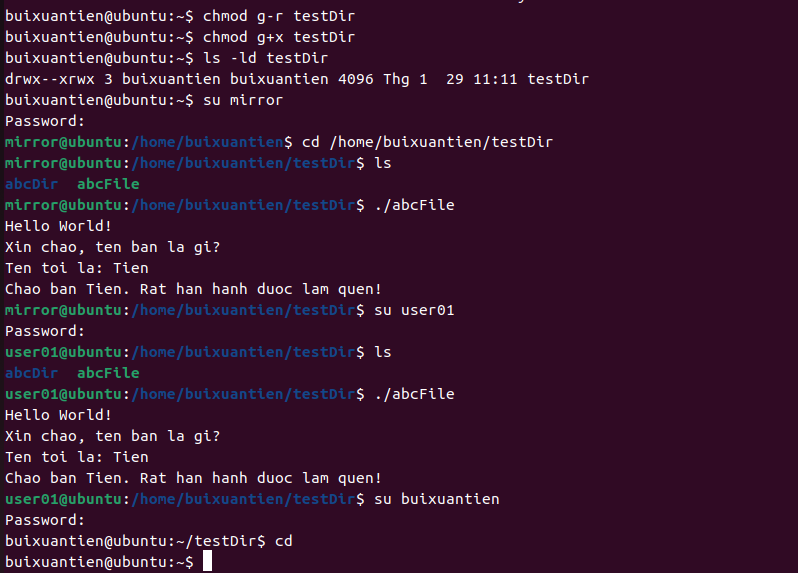 buixuantien@ubuntu:~$ chmod g-r testDir
buixuantien@ubuntu:~$ chmod g+x testDir
buixuantien@ubuntu:~$ ls -ld testDir
drwx--xrwx 3 buixuantien buixuantien 4096 Thg 1  29 11:11 testDir
buixuantien@ubuntu:~$ su mirror
Password:
mirror@ubuntu:/home/buixuantien$ cd /home/buixuantien/testDir
mirror@ubuntu:/home/buixuantien/testDir$ ls
abcDir  abcFile
mirror@ubuntu:/home/buixuantien/testDir$ ./abcFile
Hello World!
Xin chao, ten ban la gi?
Ten toi la: Tien
Chao ban Tien. Rat han hanh duoc lam quen!
mirror@ubuntu:/home/buixuantien/testDir$ su user01
Password:
user01@ubuntu:/home/buixuantien/testDir$ ls
abcDir  abcFile
user01@ubuntu:/home/buixuantien/testDir$ ./abcFile
Hello World!
Xin chao, ten ban la gi?
Ten toi la: Tien
Chao ban Tien. Rat han hanh duoc lam quen!
user01@ubuntu:/home/buixuantien/testDir$ su buixuantien
Password:
buixuantien@ubuntu:~/testDir$ cd
buixuantien@ubuntu:~$